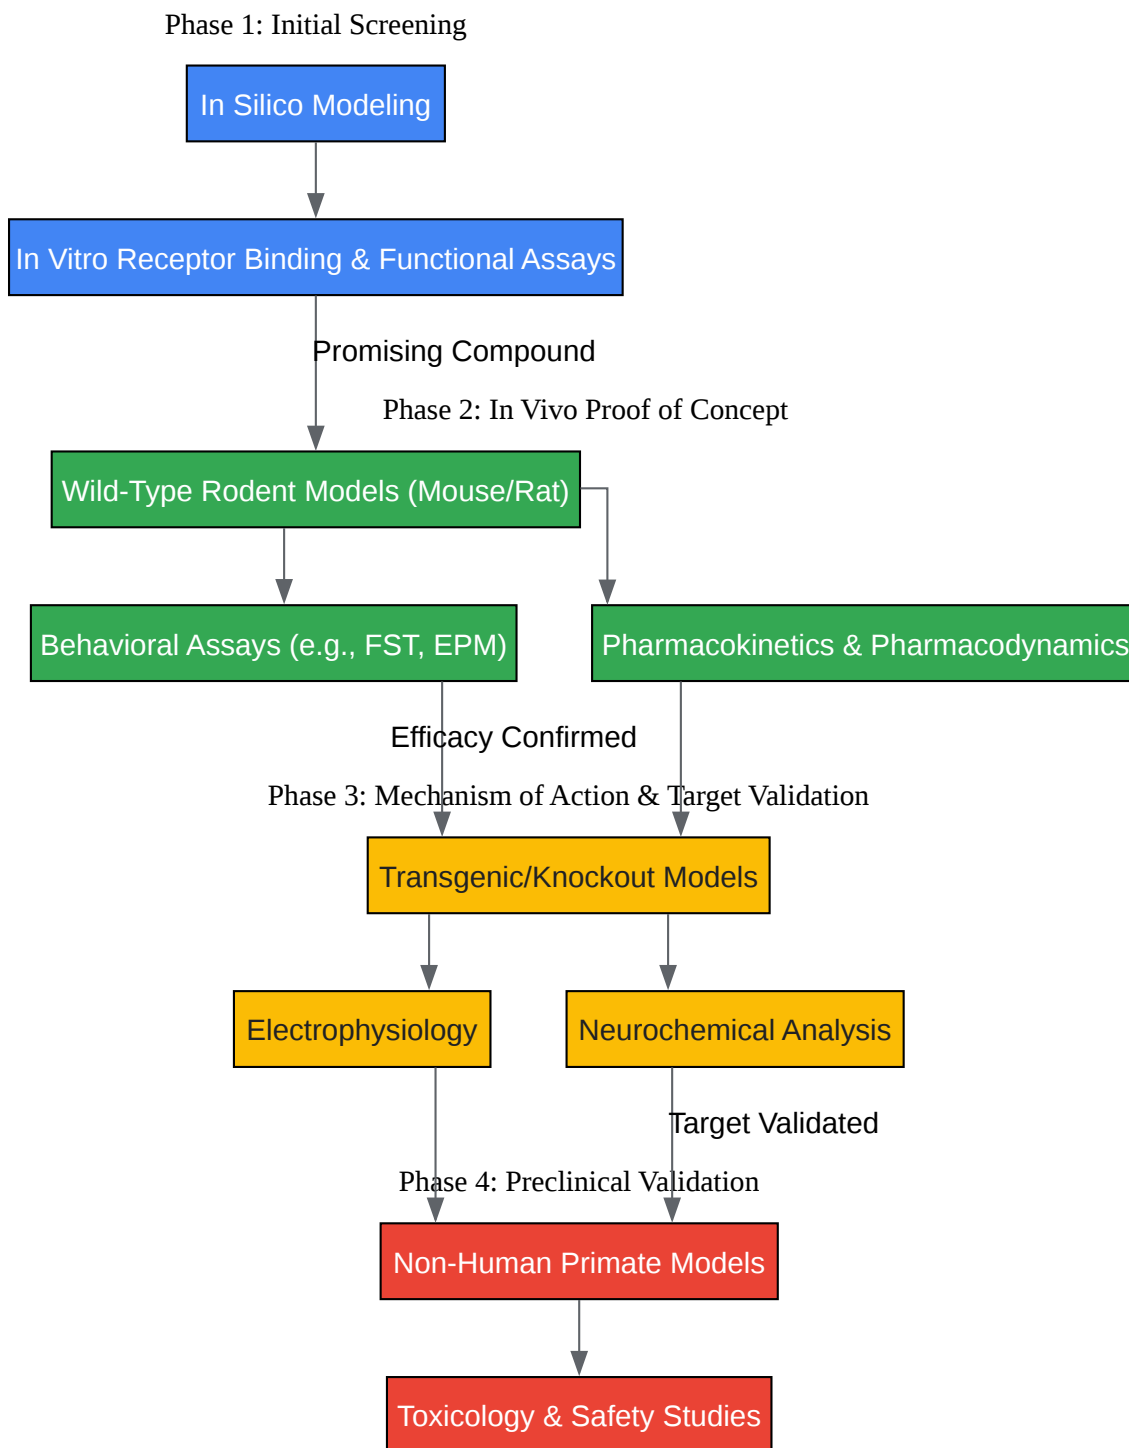 Phase 1: Initial Screening
In Silico Modeling
In Vitro Receptor Binding & Functional Assays
Promising Compound
Phase 2: In Vivo Proof of Concept
Wild-Type Rodent Models (Mouse/Rat)
Behavioral Assays (e.g., FST, EPM)
Pharmacokinetics & Pharmacodynamics
Efficacy Confirmed
Phase 3: Mechanism of Action & Target Validation
Transgenic/Knockout Models
Electrophysiology
Neurochemical Analysis
Target Validated
Phase 4: Preclinical Validation
Non-Human Primate Models
Toxicology & Safety Studies